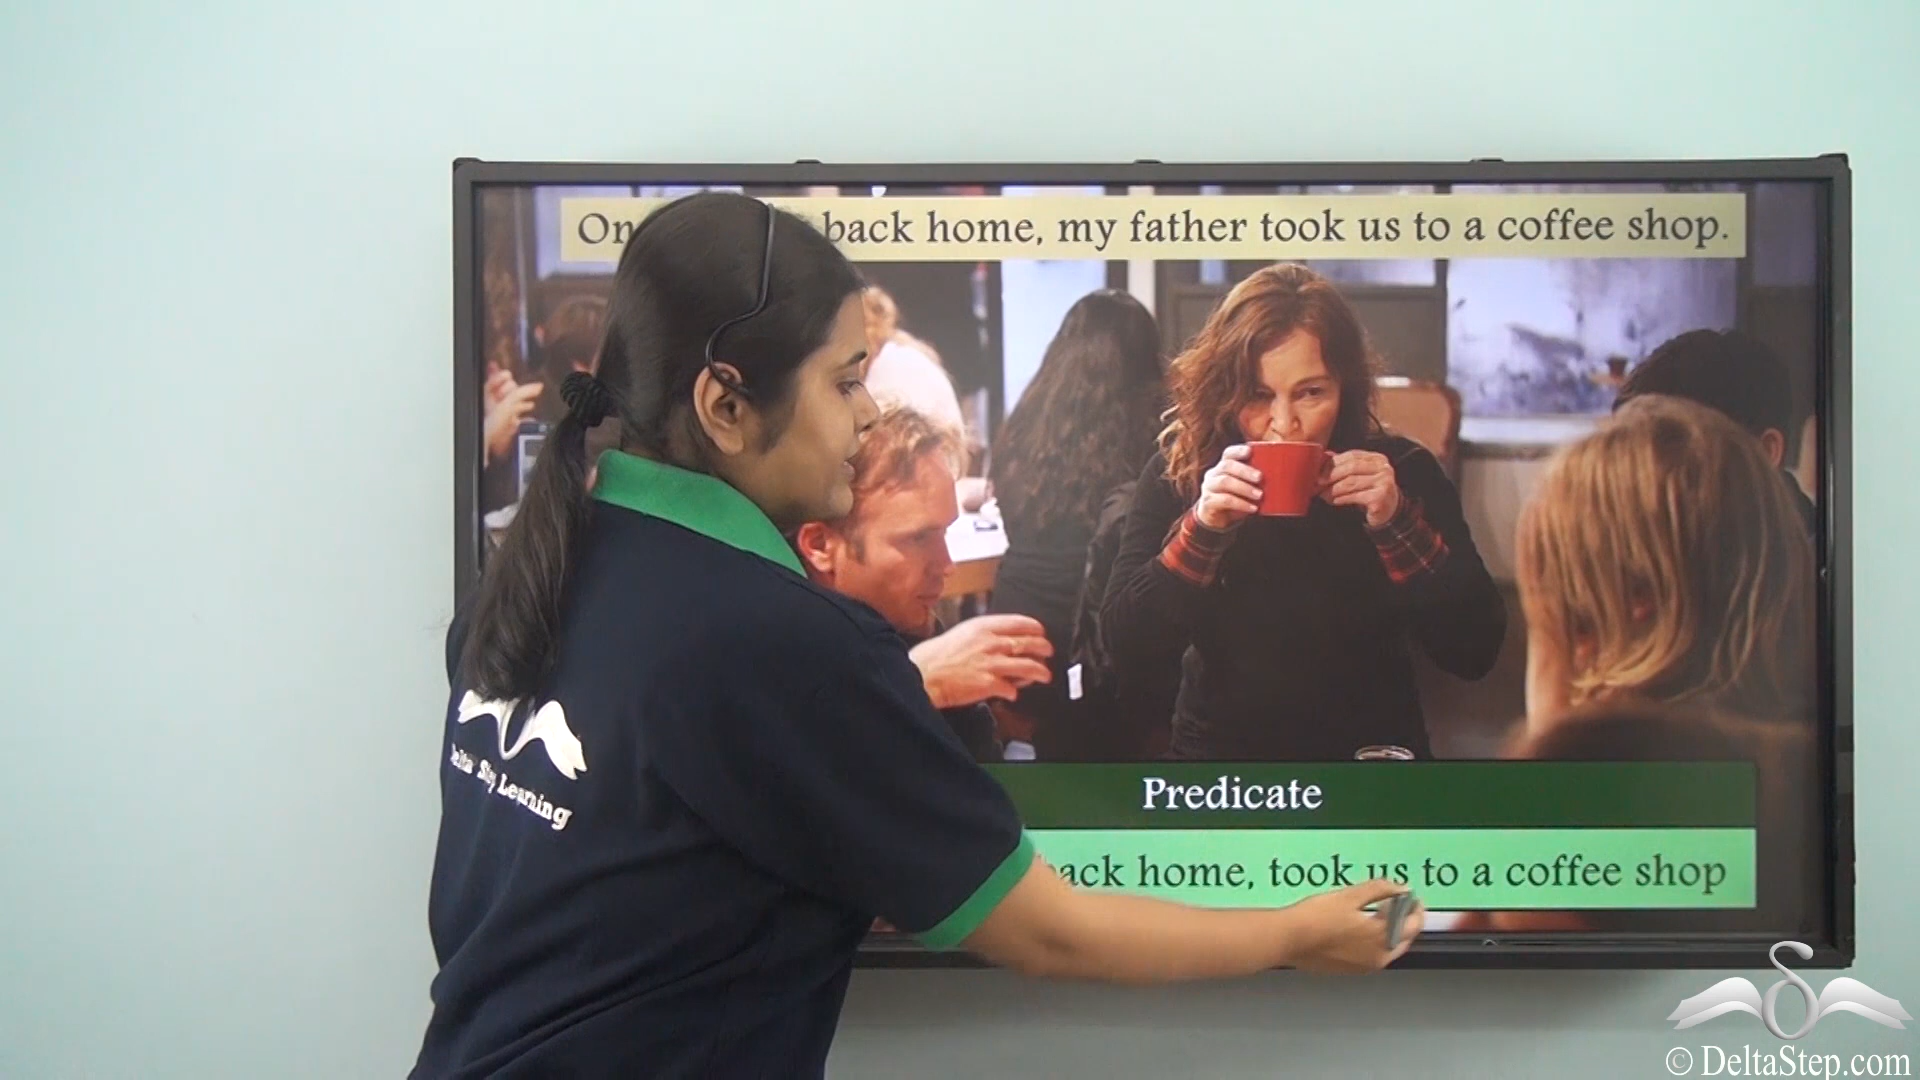 On back home, my father took us to a coffee shop.
Predicate
back home, took us to a coffee shop
Delta Step Learning
© DeltaStep.com